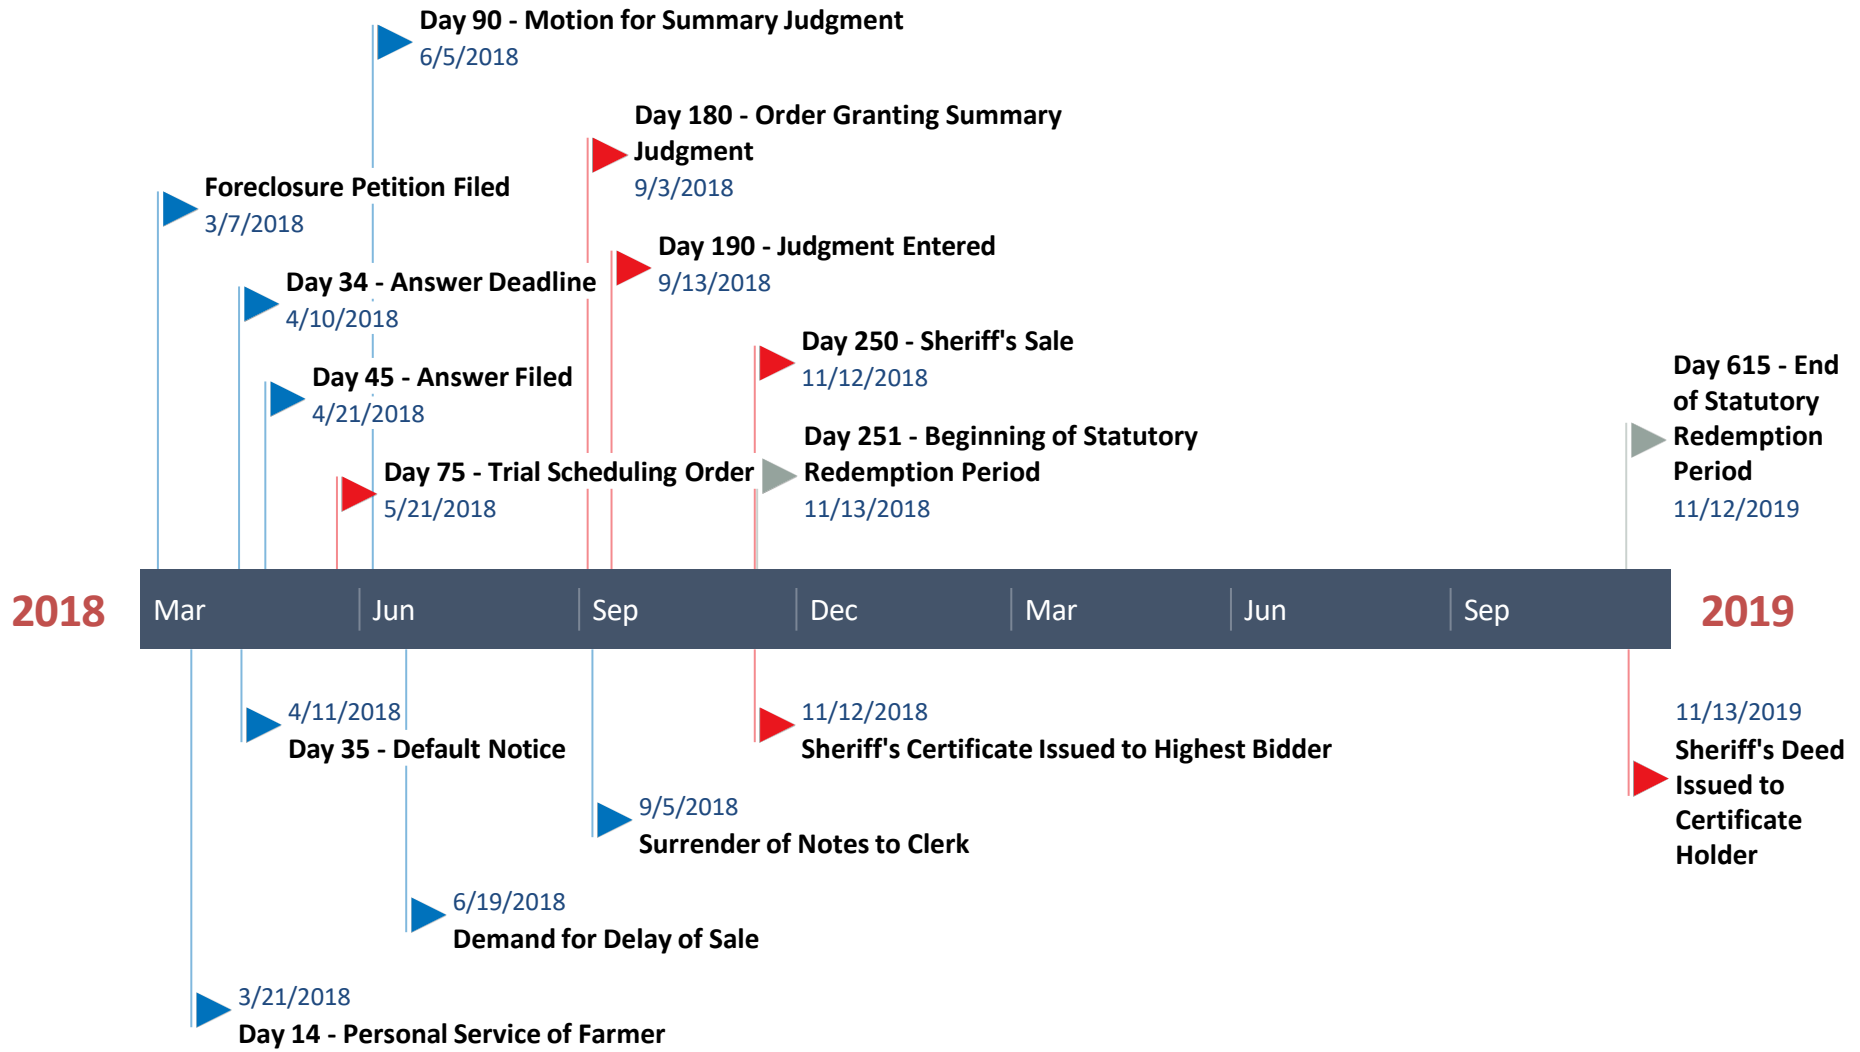 Day 90 - Motion for Summary Judgment
6/5/2018
Day 180 - Order Granting Summary
Judgment
9/3/2018
Foreclosure Petition Filed
3/7/2018
Day 190 - Judgment Entered
9/13/2018
Day 34 - Answer Deadline
4/10/2018
Day 250 - Sheriff's Sale
11/12/2018
Day 45 - Answer Filed
4/21/2018
Day 615 - End
of Statutory
Redemption
Period
11/12/2019
Day 251 - Beginning of Statutory
Redemption Period
11/13/2018
Day 75 - Trial Scheduling Order
5/21/2018
2018
Mar
Jun
Sep
Dec
Mar
Jun
Sep
2019
4/11/2018
Day 35 - Default Notice
11/12/2018
Sheriff's Certificate Issued to Highest Bidder
11/13/2019
Sheriff's Deed
Issued to
Certificate
Holder
9/5/2018
Surrender of Notes to Clerk
6/19/2018
Demand for Delay of Sale
3/21/2018
Day 14 - Personal Service of Farmer